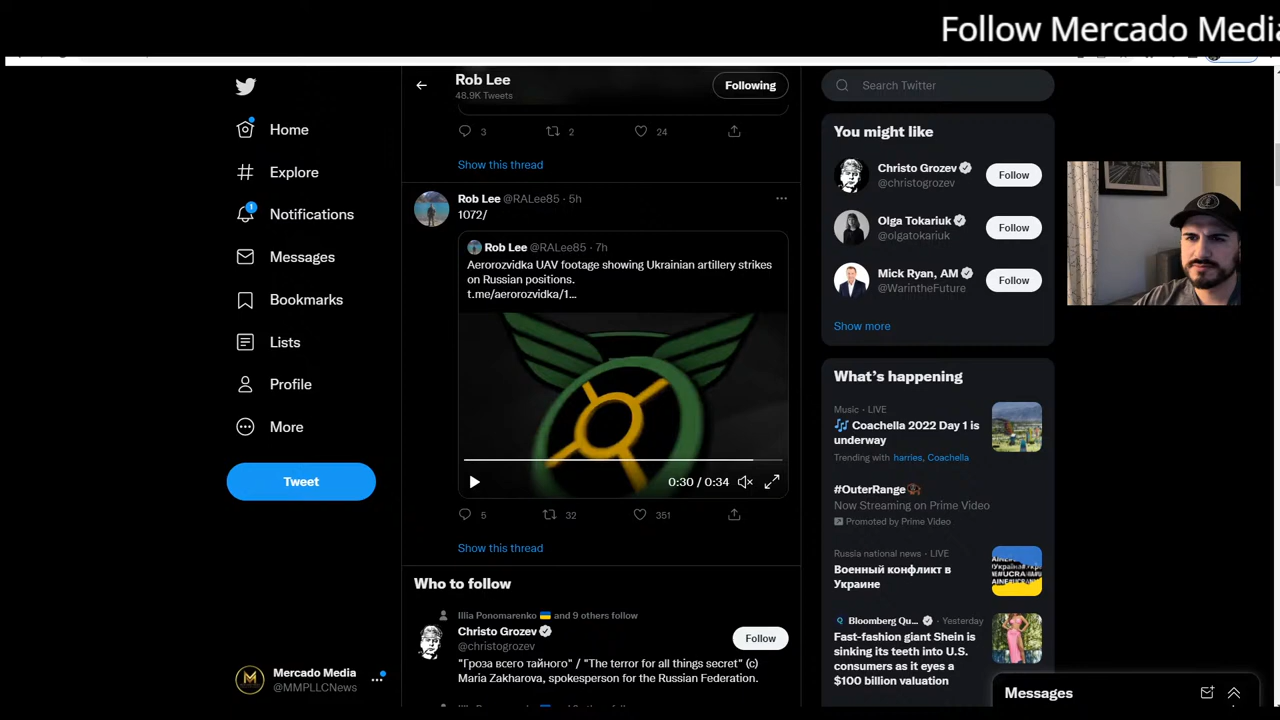 Follow Mercado Media
Home
Explore
Notifications
1
Messages
Bookmarks
Lists
Profile
More
Tweet
Mercado Media
@MMPLLCNews
Rob Lee
48.9K Tweets
Following
3
2
24
Show this thread
Rob Lee @RALee85 · 5h
1072/
Rob Lee @RALee85 · 7h
Aerorozvidka UAV footage showing Ukrainian artillery strikes
on Russian positions.
t.me/aerorozvidka/1...
0:30 / 0:34
5
32
351
Show this thread
Who to follow
Illia Ponomarenko and 9 others follow
Christo Grozev
@christogrozev
Follow
"Гроза всего тайного" / "The terror for all things secret" (c)
Maria Zakharova, spokesperson for the Russian Federation.
Search Twitter
You might like
Christo Grozev
@christogrozev
Follow
Olga Tokariuk
@olgatokariuk
Follow
Mick Ryan, AM
@WarintheFuture
Follow
Show more
What's happening
Music · LIVE
Coachella 2022 Day 1 is
underway
Trending with harries, Coachella
#OuterRange
Now Streaming on Prime Video
Promoted by Prime Video
Russia national news · LIVE
Военный конфликт в
Украине
Bloomberg Qu... · Yesterday
Fast-fashion giant Shein is
sinking its teeth into U.S.
consumers as it eyes a
$100 billion valuation
Messages